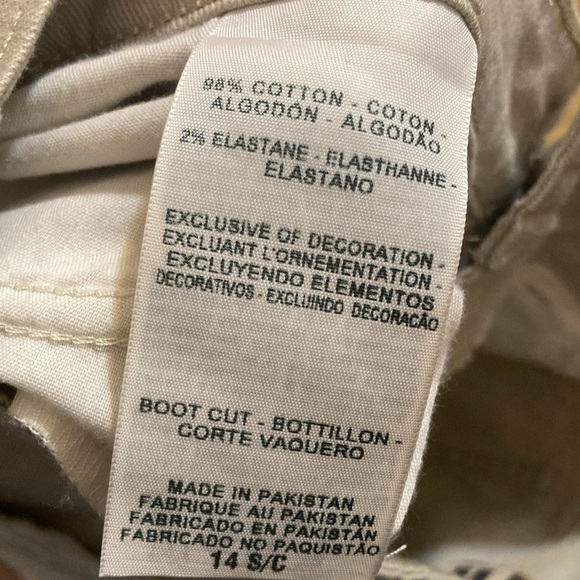 98% COTTON - COTON -
ALGODÓN - ALGODÃO
2% ELASTANE - ELASTHANNE -
ELASTANO
EXCLUSIVE OF DECORATION -
EXCLUANT L'ORNEMENTATION -
EXCLUYENDO ELEMENTOS
DECORATIVOS - EXCLUINDO DECORAÇÃO
BOOT CUT - BOTTILLON -
CORTE VAQUERO
MADE IN PAKISTAN
FABRIQUE AU PAKISTAN
FABRICADO EN PAKISTÁN
FABRICADO NO PAQUISTÃO
14 S/C